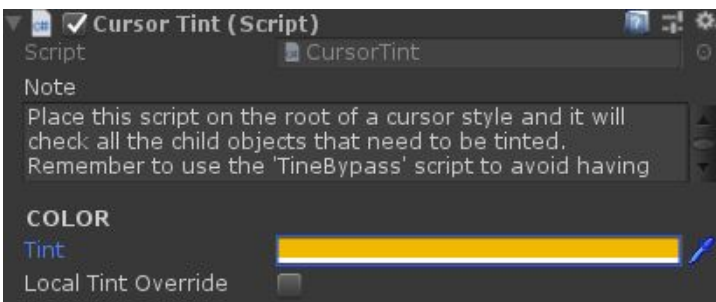 Cursor Tint (Script)
Script CursorTint
Note
Place this script on the root of a cursor style and it will
check all the child objects that need to be tinted.
Remember to use the 'TineBypass' script to avoid having
COLOR
Tint
Local Tint Override